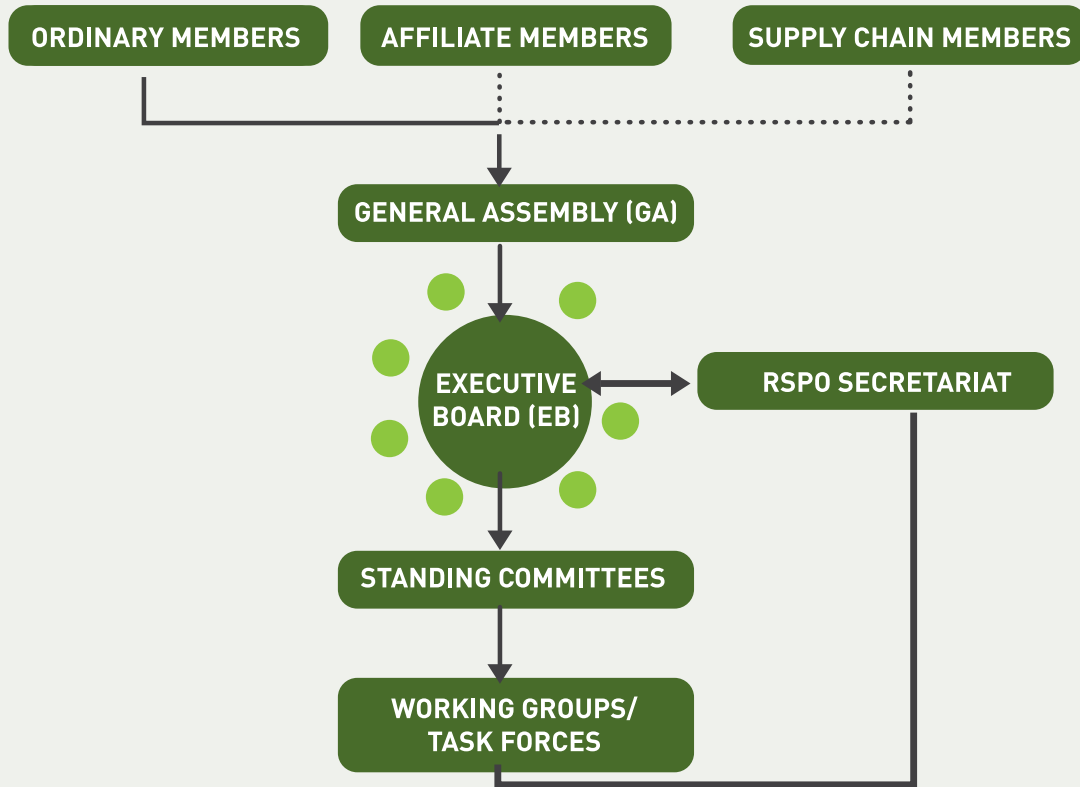 ORDINARY MEMBERS
AFFILIATE MEMBERS
SUPPLY CHAIN MEMBERS
GENERAL ASSEMBLY (GA)
EXECUTIVE
BOARD (EB)
RSPO SECRETARIAT
STANDING COMMITTEES
WORKING GROUPS/
TASK FORCES